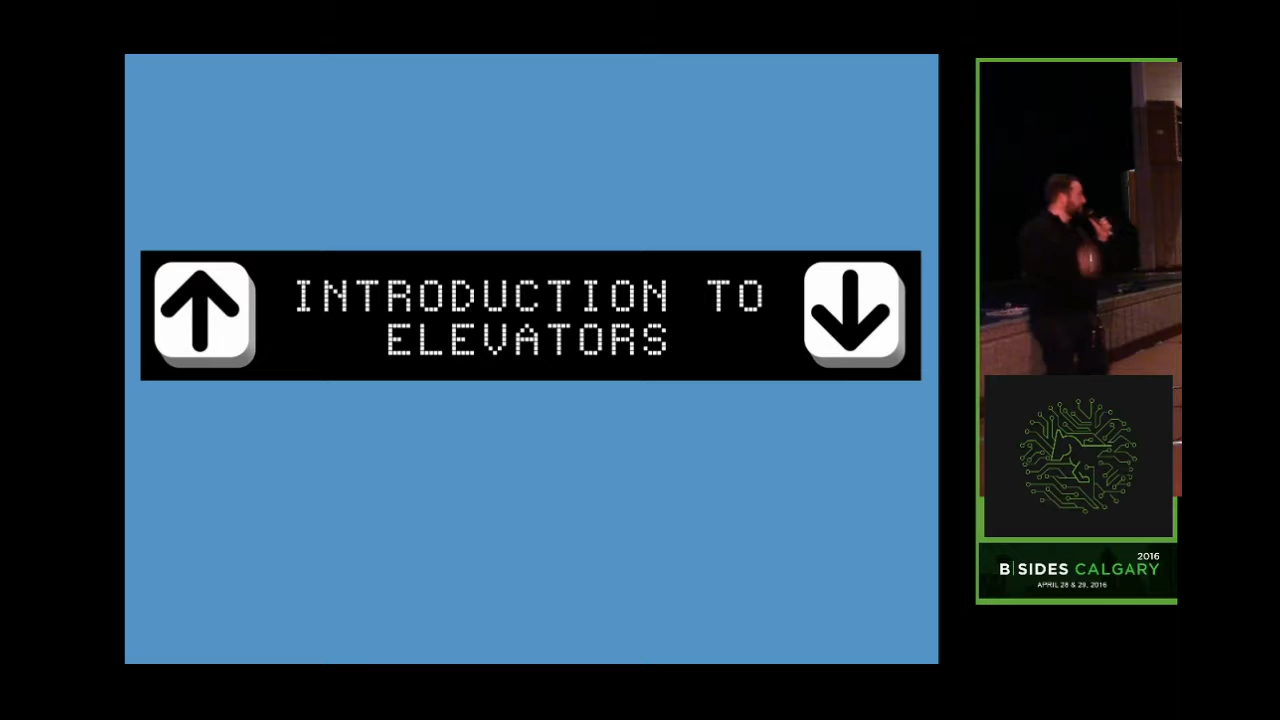 INTRODUCTION TO
ELEVATORS
2016
B|SIDES CALGARY
APRIL 28 & 29, 2016